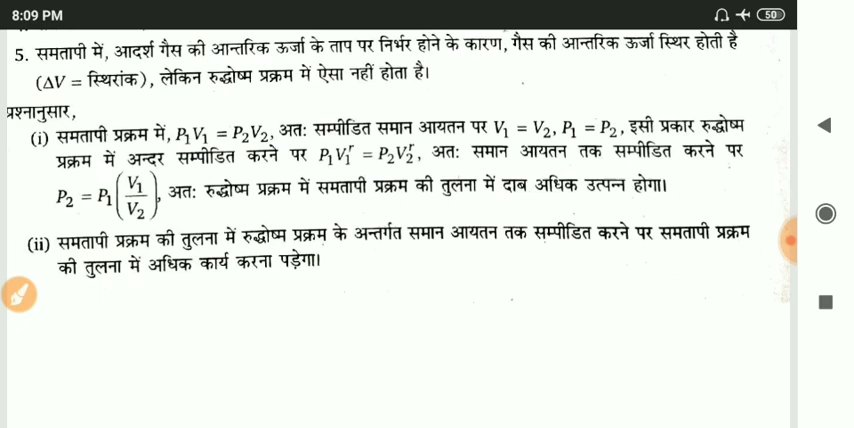 8:09 PM
50
5. समतापी में, आदर्श गैस की आन्तरिक ऊर्जा के ताप पर निर्भर होने के कारण, गैस की आन्तरिक ऊर्जा स्थिर होती है
(ΔV = स्थिरांक), लेकिन रुद्धोष्म प्रक्रम में ऐसा नहीं होता है।
प्रश्नानुसार,
(i) समतापी प्रक्रम में, P₁V₁ = P₂V₂, अतः सम्पीडित समान आयतन पर V₁ = V₂, P₁ = P₂, इसी प्रकार रुद्धोष्म
प्रक्रम में अन्दर सम्पीडित करने पर P₁V₁ʳ = P₂V₂ʳ, अतः समान आयतन तक सम्पीडित करने पर
P₂ = P₁(V₁/V₂), अतः रुद्धोष्म प्रक्रम में समतापी प्रक्रम की तुलना में दाब अधिक उत्पन्न होगा।
(ii) समतापी प्रक्रम की तुलना में रुद्धोष्म प्रक्रम के अन्तर्गत समान आयतन तक सम्पीडित करने पर समतापी प्रक्रम
की तुलना में अधिक कार्य करना पड़ेगा।